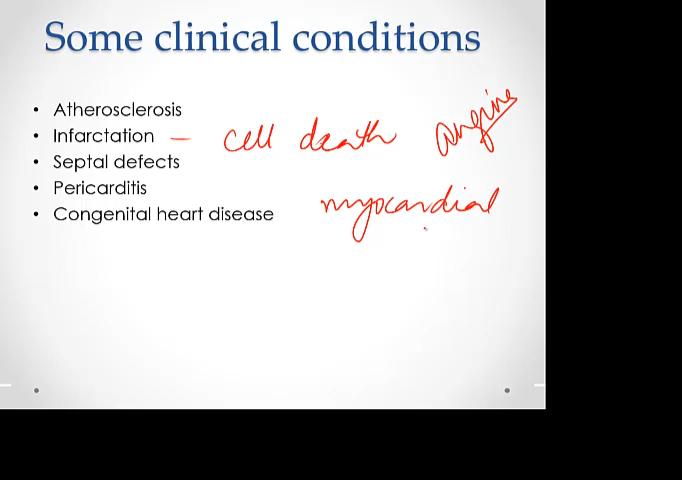 Some clinical conditions
• Atherosclerosis
• Infarctation — cell death angina
• Septal defects
• Pericarditis
• Congenital heart disease myocardial